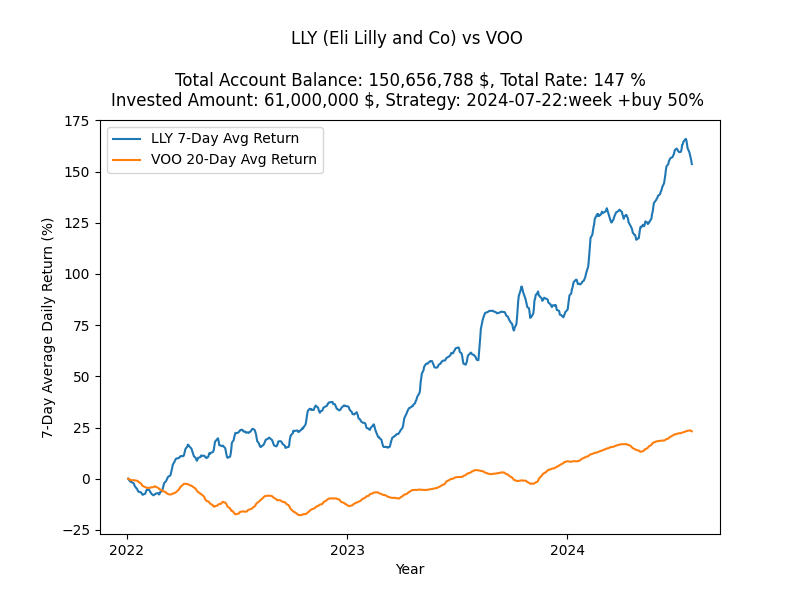 LLY (Eli Lilly and Co) vs VOO
Total Account Balance: 150,656,788 $, Total Rate: 147 %
Invested Amount: 61,000,000 $, Strategy: 2024-07-22:week +buy 50%
LLY 7-Day Avg Return
VOO 20-Day Avg Return
7-Day Average Daily Return (%)
175
150
125
100
75
50
25
0
−25
2022
2023
2024
Year